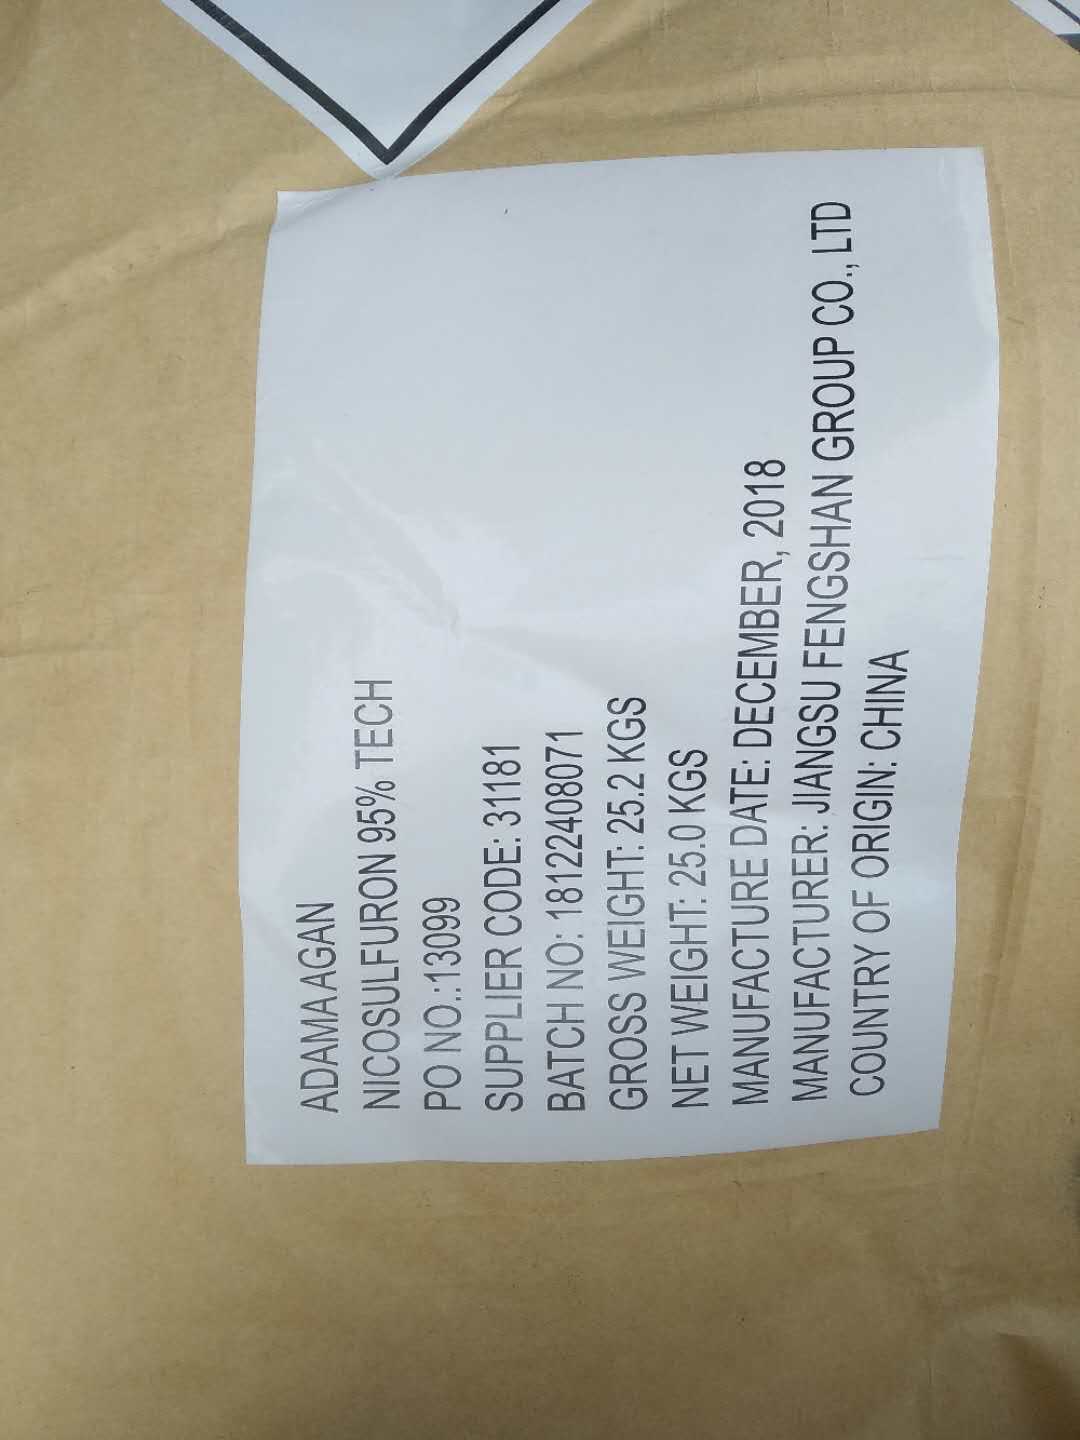 ADAMA AGAN
NICOSULFURON 95% TECH
PO NO.:13099
SUPPLIER CODE: 31181
BATCH NO: 18122408071
GROSS WEIGHT: 25.2 KGS
NET WEIGHT: 25.0 KGS
MANUFACTURE DATE: DECEMBER, 2018
MANUFACTURER: JIANGSU FENGSHAN GROUP CO., LTD
COUNTRY OF ORIGIN: CHINA